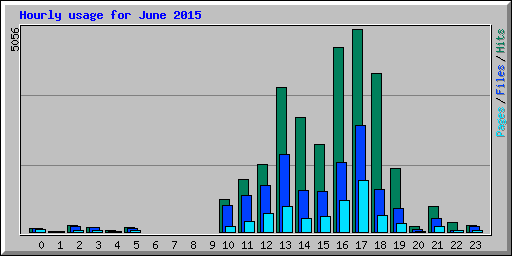 Hourly usage for June 2015
5056
Pages / Files / Hits
0 1 2 3 4 5 6 7 8 9 10 11 12 13 14 15 16 17 18 19 20 21 22 23